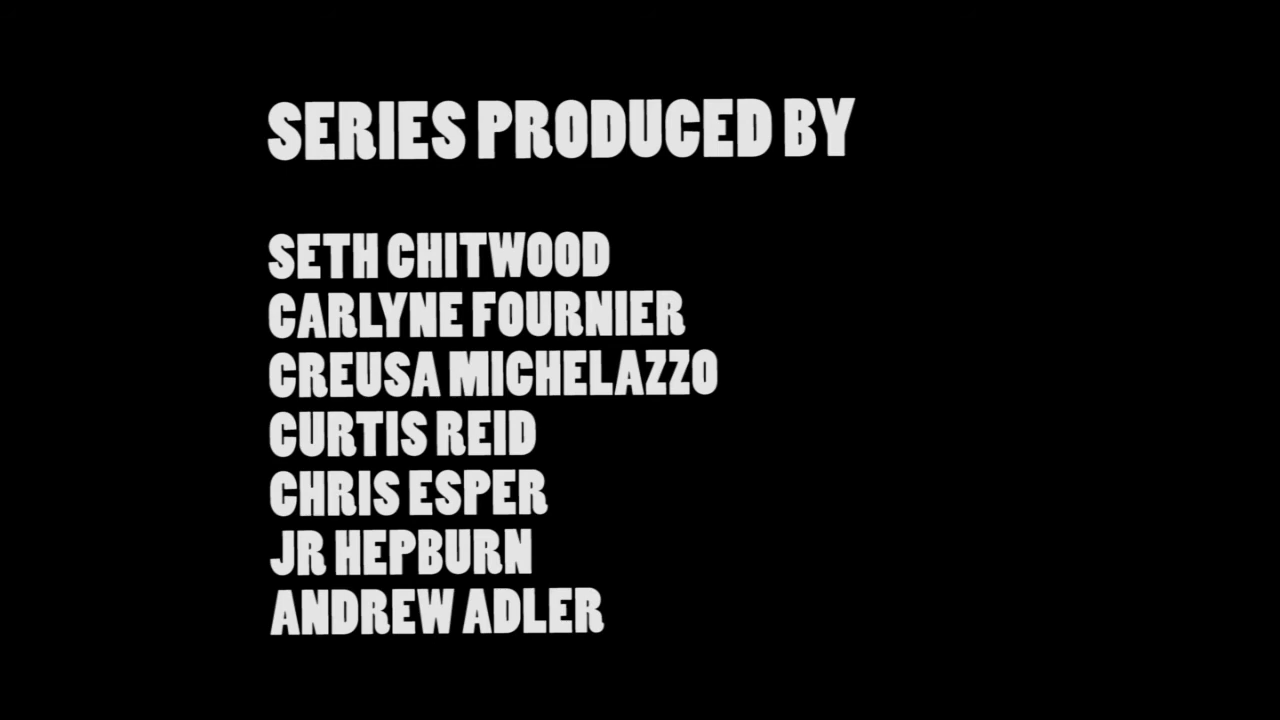 SERIES PRODUCED BY
SETH CHITWOOD
CARLYNE FOURNIER
CREUSA MICHELAZZO
CURTIS REID
CHRIS ESPER
JR HEPBURN
ANDREW ADLER